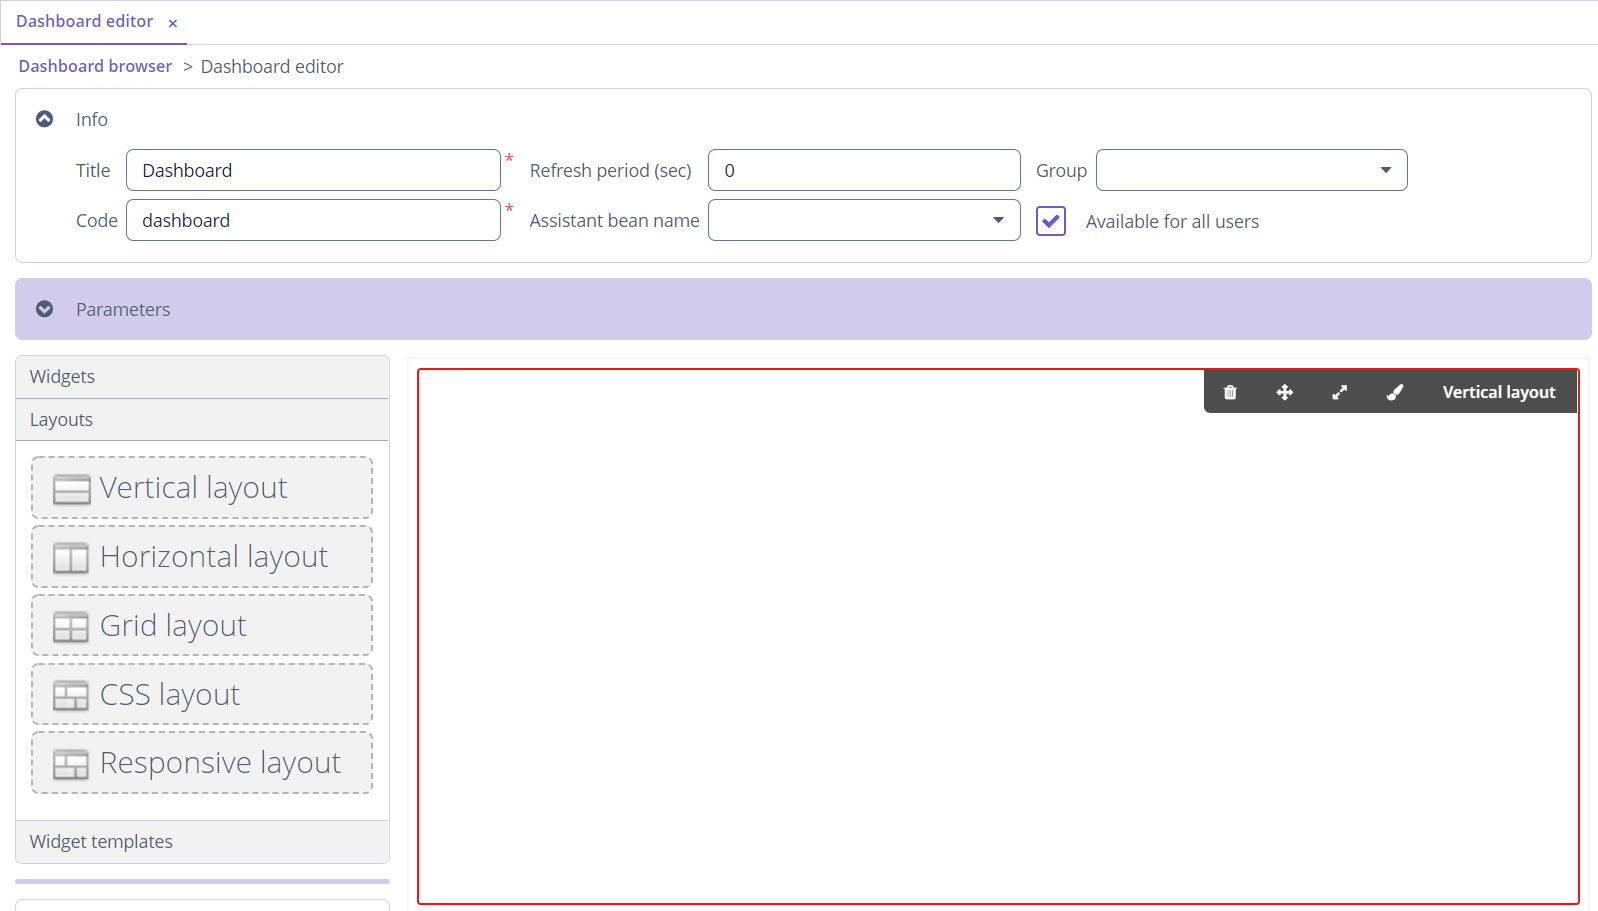 Dashboard editor ×
Dashboard browser > Dashboard editor
Info
Title Dashboard * Refresh period (sec) 0 Group
Code dashboard * Assistant bean name Available for all users
Parameters
Widgets
Vertical layout
Layouts
Vertical layout
Horizontal layout
Grid layout
CSS layout
Responsive layout
Widget templates